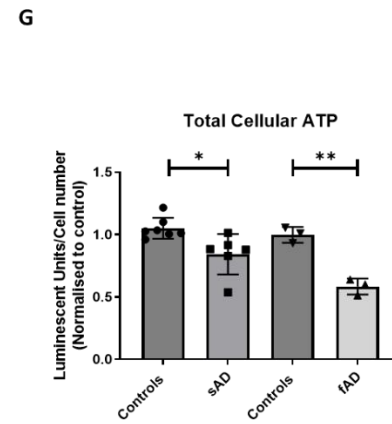 G
Total Cellular ATP
* **
Luminescent Units/Cell number
(Normalised to control)
1.5
1.0
0.5
0.0
Controls sAD Controls fAD